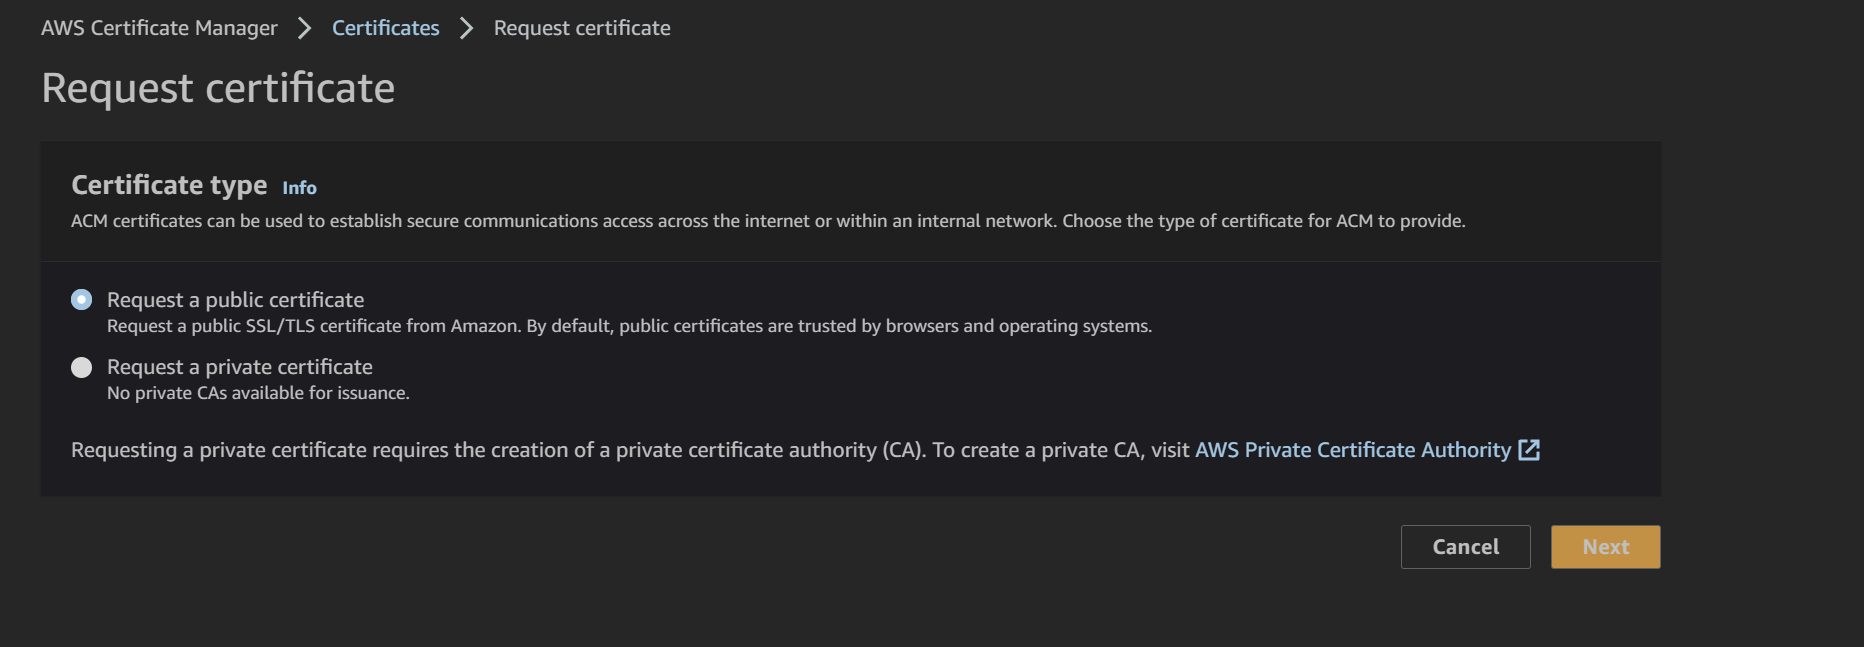 AWS Certificate Manager > Certificates > Request certificate
Request certificate
Certificate type Info
ACM certificates can be used to establish secure communications access across the internet or within an internal network. Choose the type of certificate for ACM to provide.
Request a public certificate
Request a public SSL/TLS certificate from Amazon. By default, public certificates are trusted by browsers and operating systems.
Request a private certificate
No private CAs available for issuance.
Requesting a private certificate requires the creation of a private certificate authority (CA). To create a private CA, visit AWS Private Certificate Authority
Cancel Next